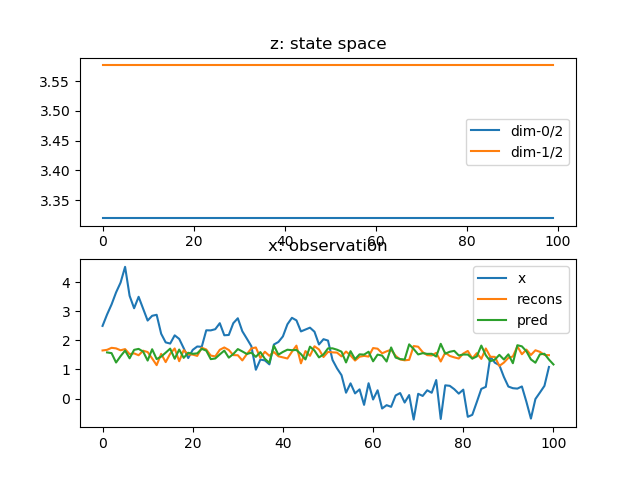 z: state space
3.55
3.50
3.45
3.40
3.35
dim-0/2
dim-1/2
0 20 40 60 80 100
x: observation
4
3
2
1
0
x
recons
pred
0 20 40 60 80 100